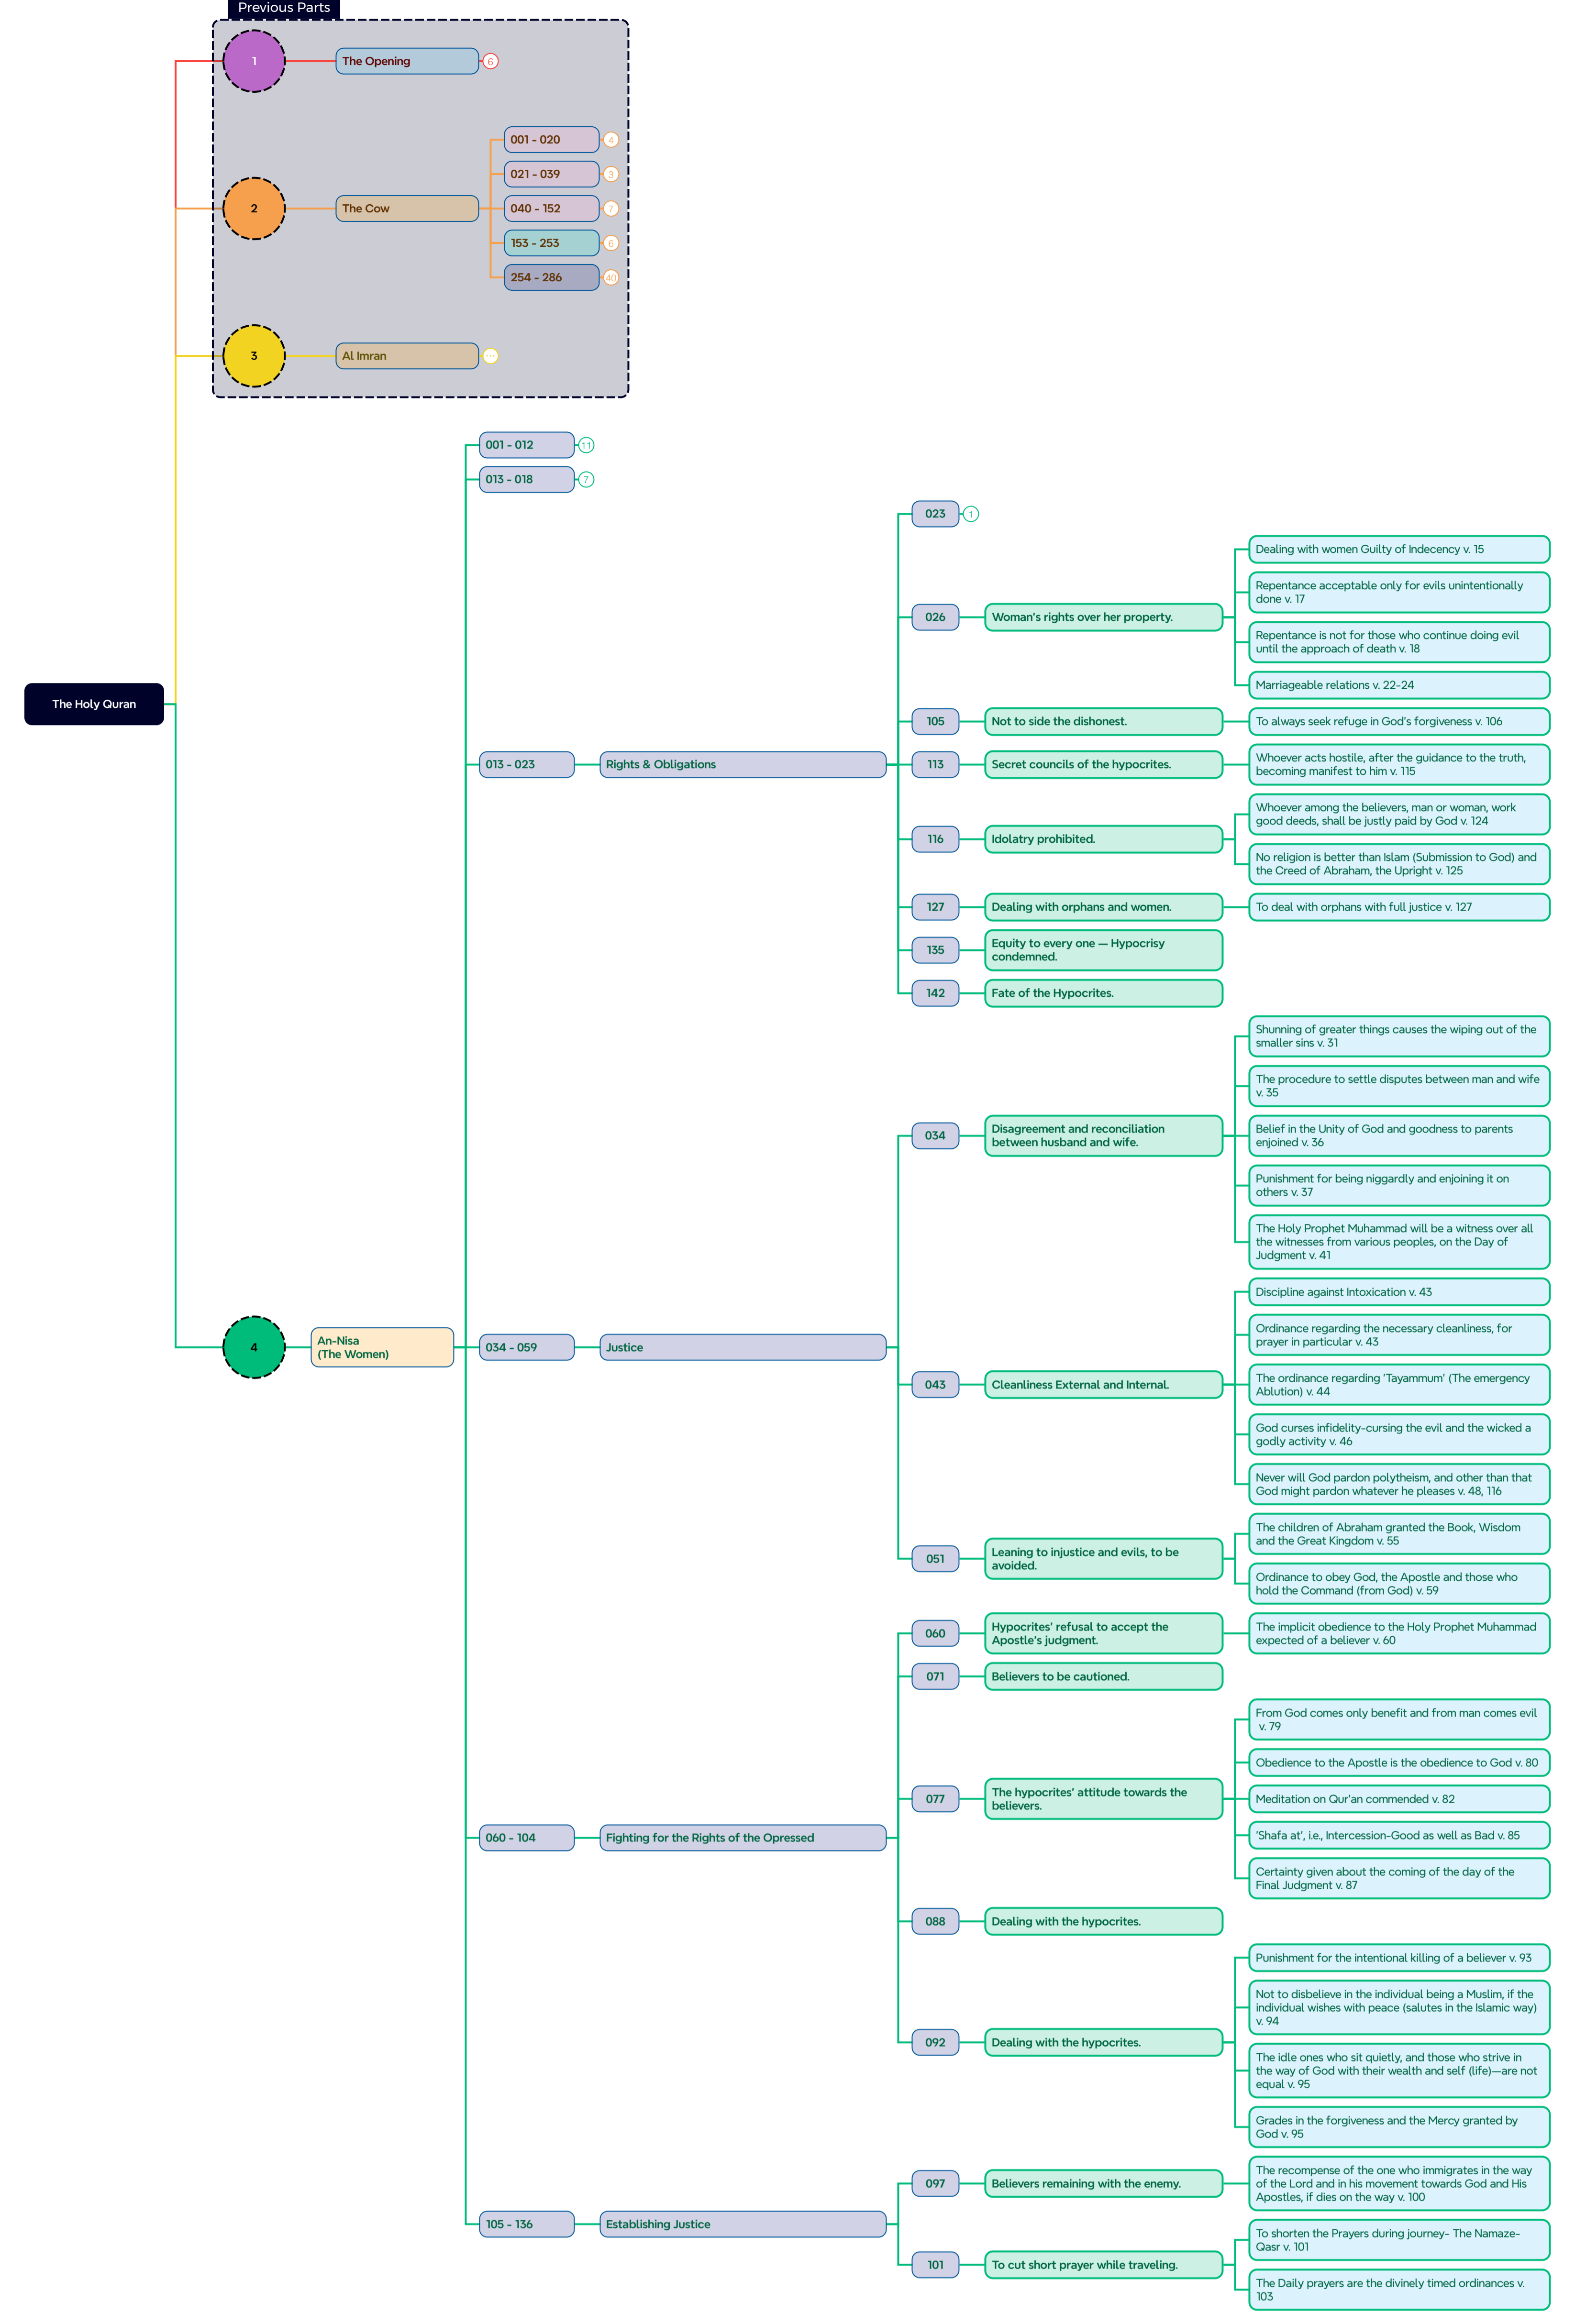 Previous Parts
1
The Opening
6
2
The Cow
001 - 020
4
021 - 039
3
040 - 152
7
153 - 253
6
254 - 286
40
3
Al Imran
...
The Holy Quran
4
An-Nisa
(The Women)
001 - 012
11
013 - 018
7
013 - 023
Rights & Obligations
023
1
026
Woman's rights over her property.
Dealing with women Guilty of Indecency v. 15
Repentance acceptable only for evils unintentionally
done v. 17
Repentance is not for those who continue doing evil
until the approach of death v. 18
Marriageable relations v. 22-24
105
Not to side the dishonest.
To always seek refuge in God's forgiveness v. 106
113
Secret councils of the hypocrites.
Whoever acts hostile, after the guidance to the truth,
becoming manifest to him v. 115
116
Idolatry prohibited.
Whoever among the believers, man or woman, work
good deeds, shall be justly paid by God v. 124
No religion is better than Islam (Submission to God) and
the Creed of Abraham, the Upright v. 125
127
Dealing with orphans and women.
To deal with orphans with full justice v. 127
135
Equity to every one — Hypocrisy
condemned.
142
Fate of the Hypocrites.
034 - 059
Justice
034
Disagreement and reconciliation
between husband and wife.
Shunning of greater things causes the wiping out of the
smaller sins v. 31
The procedure to settle disputes between man and wife
v. 35
Belief in the Unity of God and goodness to parents
enjoined v. 36
Punishment for being niggardly and enjoining it on
others v. 37
The Holy Prophet Muhammad will be a witness over all
the witnesses from various peoples, on the Day of
Judgment v. 41
043
Cleanliness External and Internal.
Discipline against Intoxication v. 43
Ordinance regarding the necessary cleanliness, for
prayer in particular v. 43
The ordinance regarding 'Tayammum' (The emergency
Ablution) v. 44
God curses infidelity-cursing the evil and the wicked a
godly activity v. 46
Never will God pardon polytheism, and other than that
God might pardon whatever he pleases v. 48, 116
051
Leaning to injustice and evils, to be
avoided.
The children of Abraham granted the Book, Wisdom
and the Great Kingdom v. 55
Ordinance to obey God, the Apostle and those who
hold the Command (from God) v. 59
060 - 104
Fighting for the Rights of the Opressed
060
Hypocrites' refusal to accept the
Apostle's judgment.
The implicit obedience to the Holy Prophet Muhammad
expected of a believer v. 60
071
Believers to be cautioned.
077
The hypocrites' attitude towards the
believers.
From God comes only benefit and from man comes evil
v. 79
Obedience to the Apostle is the obedience to God v. 80
Meditation on Qur'an commended v. 82
'Shafa at', i.e., Intercession-Good as well as Bad v. 85
Certainty given about the coming of the day of the
Final Judgment v. 87
088
Dealing with the hypocrites.
092
Dealing with the hypocrites.
Punishment for the intentional killing of a believer v. 93
Not to disbelieve in the individual being a Muslim, if the
individual wishes with peace (salutes in the Islamic way)
v. 94
The idle ones who sit quietly, and those who strive in
the way of God with their wealth and self (life)—are not
equal v. 95
Grades in the forgiveness and the Mercy granted by
God v. 95
105 - 136
Establishing Justice
097
Believers remaining with the enemy.
The recompense of the one who immigrates in the way
of the Lord and in his movement towards God and His
Apostles, if dies on the way v. 100
101
To cut short prayer while traveling.
To shorten the Prayers during journey- The Namaze-
Qasr v. 101
The Daily prayers are the divinely timed ordinances v.
103